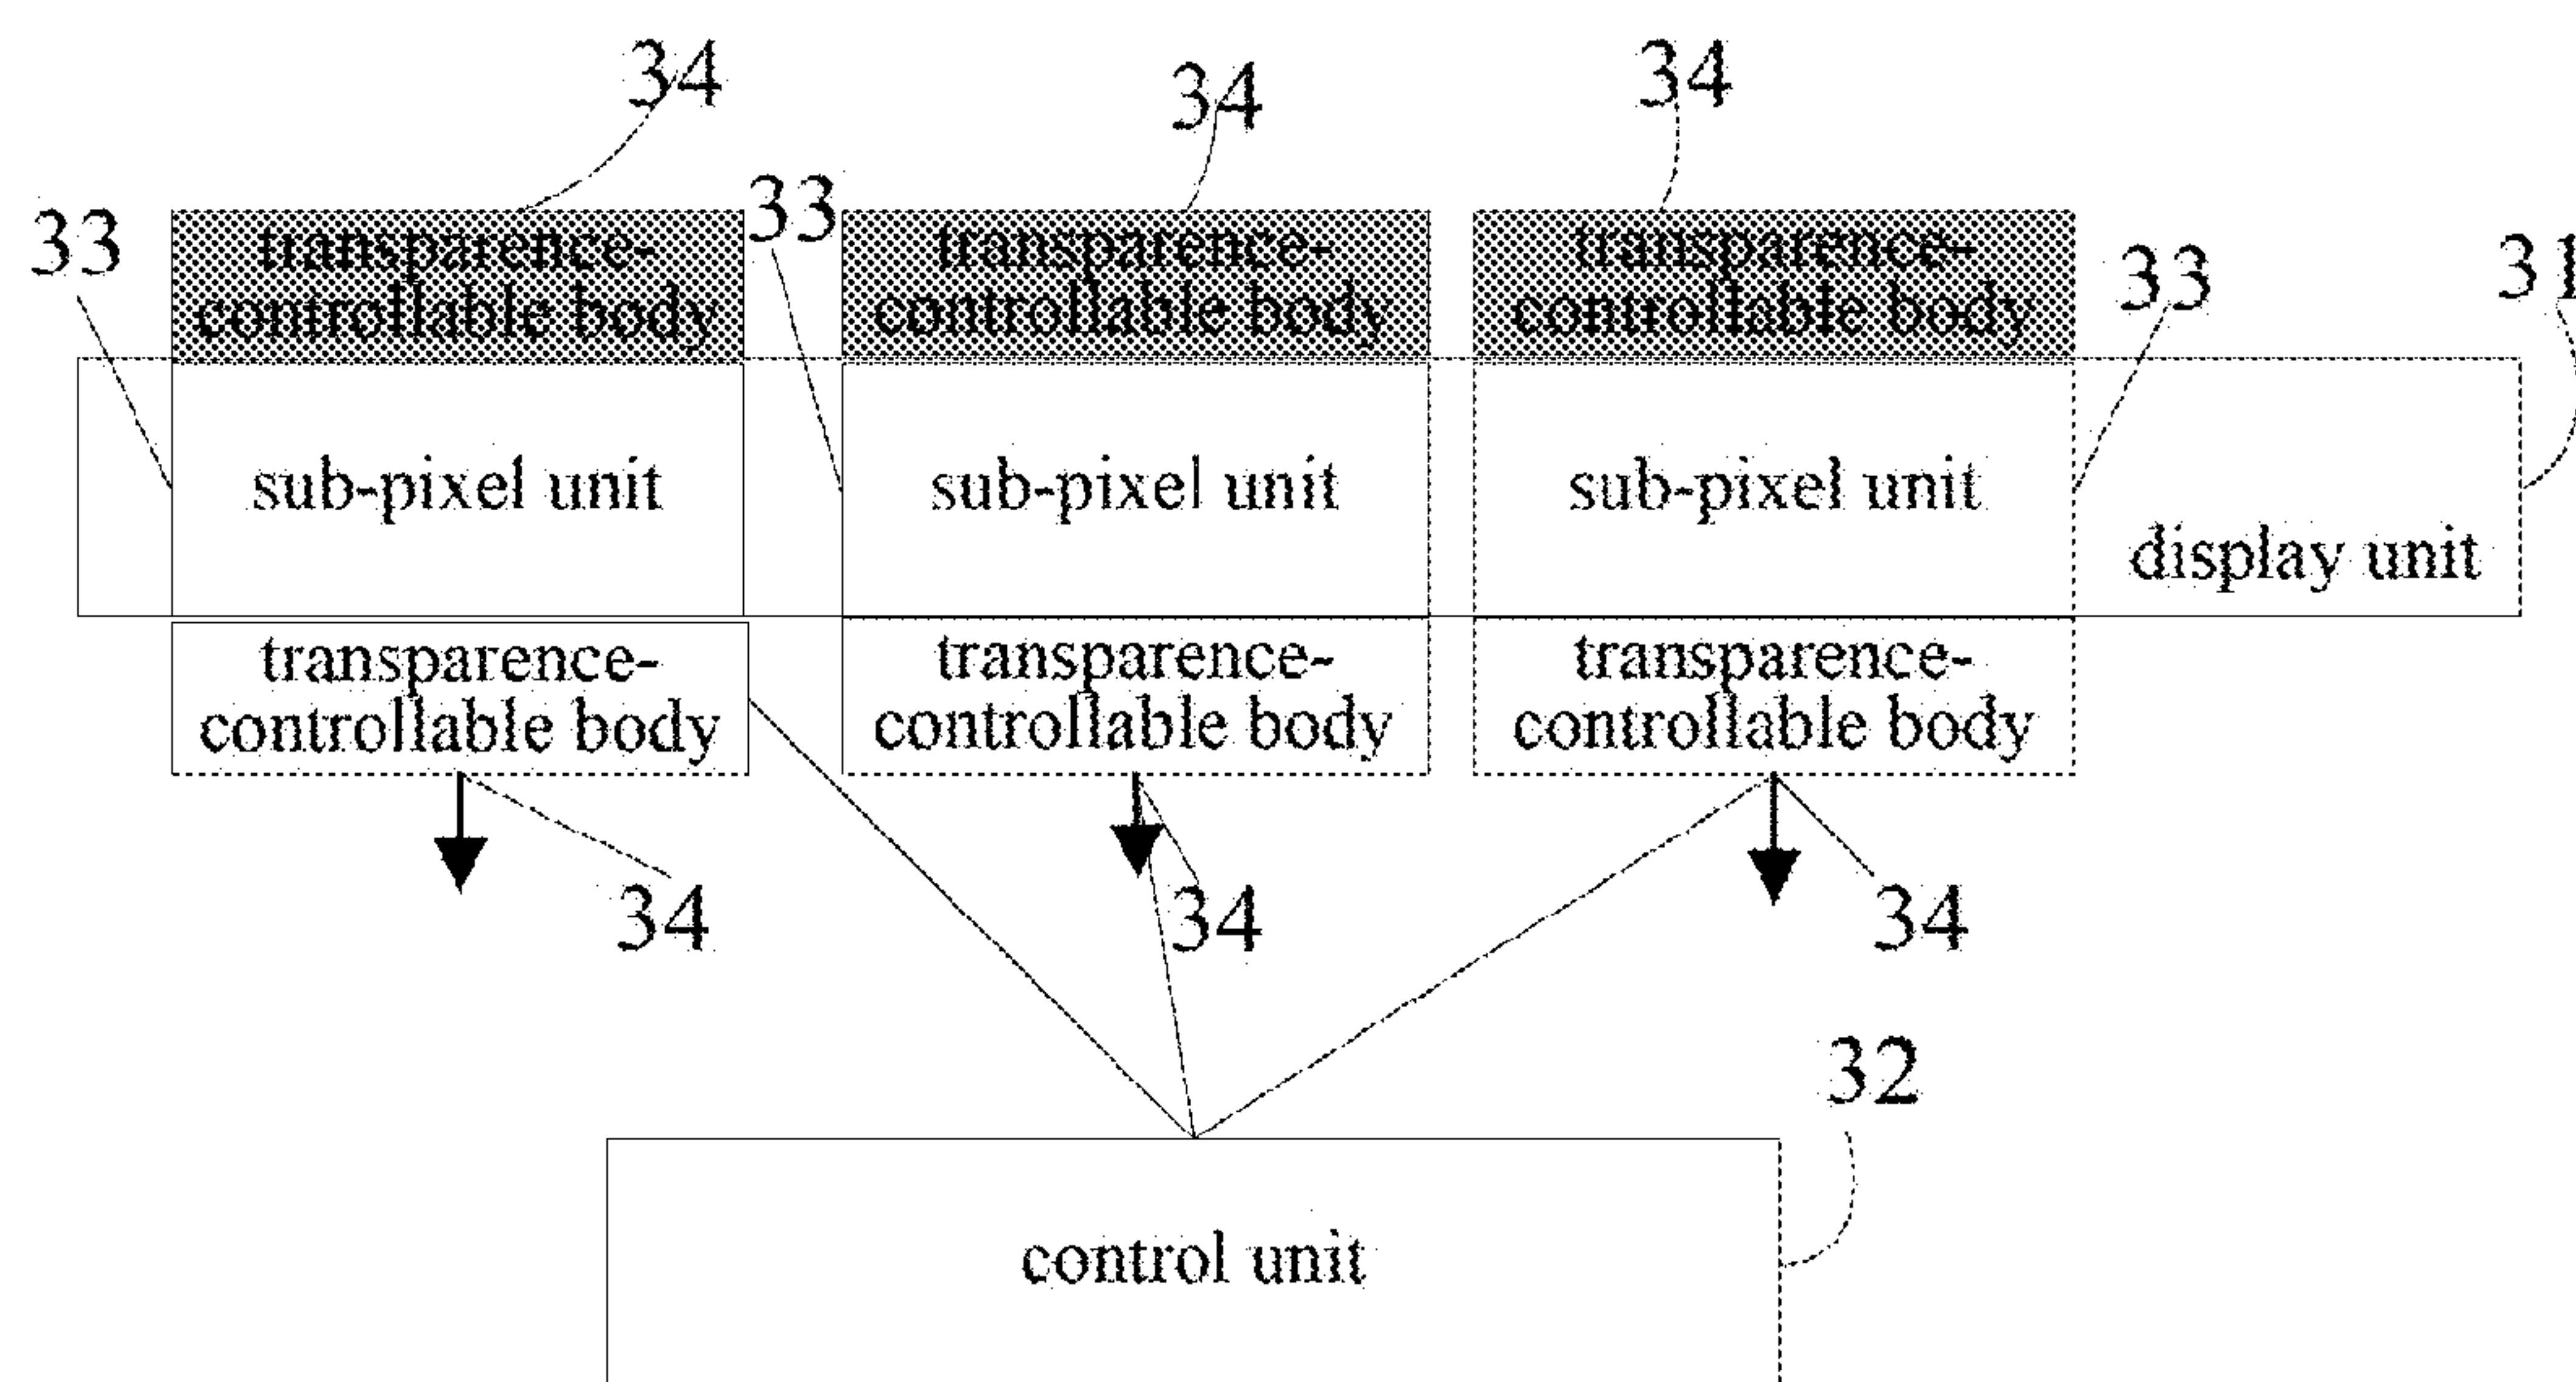 34 34 34
33 33 33 31
transparence- transparence- transparence-
controllable body controllable body controllable body
sub-pixel unit sub-pixel unit sub-pixel unit
display unit
transparence- transparence- transparence-
controllable body controllable body controllable body
34 34 34
32
control unit